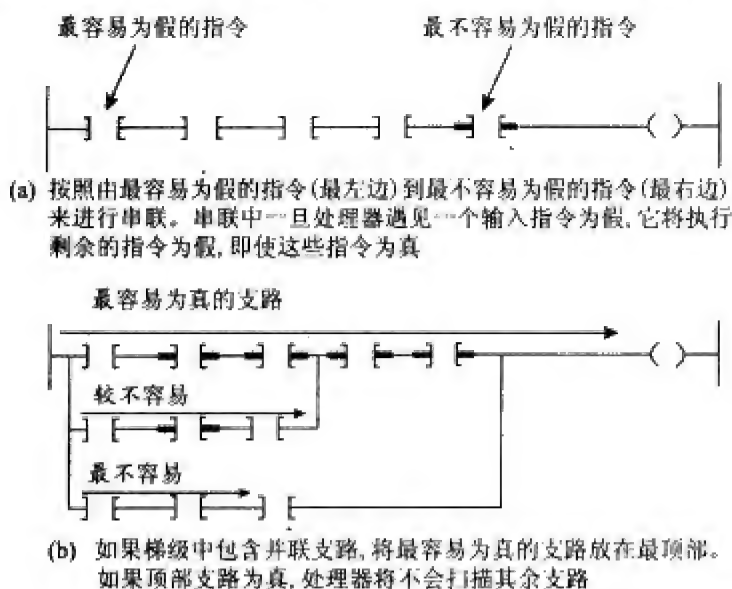 最容易为假的指令 最不容易为假的指令
(a) 按照由最容易为假的指令(最左边)到最不容易为假的指令(最右边)
来进行串联。串联中一旦处理器遇见一个输入指令为假,它将执行
剩余的指令为假,即使这些指令为真
最容易为真的支路
较不容易
最不容易
(b) 如果梯级中包含并联支路,将最容易为真的支路放在最顶部。
如果顶部支路为真,处理器将不会扫描其余支路